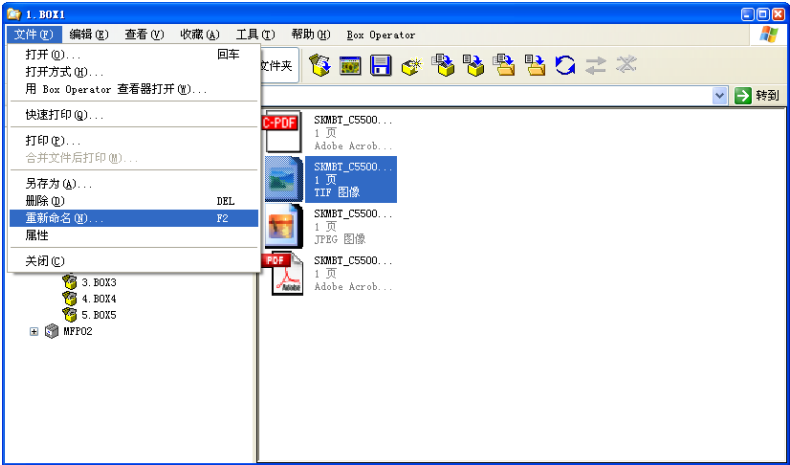 1. BOX1
文件(F) 编辑(E) 查看(V) 收藏(A) 工具(T) 帮助(H) Box Operator
打开(O)... 回车
打开方式(H)...
用 Box Operator 查看器打开(W)...
快速打印(Q)...
打印(P)...
合并文件后打印(M)...
另存为(A)...
删除(D) DEL
重新命名(N)... F2
属性
关闭(C)
3. BOX3
4. BOX4
5. BOX5
MFP02
文件夹
转到
C-PDF
SKMBT_C5500...
1 页
Adobe Acrob...
SKMBT_C5500...
1 页
TIF 图像
SKMBT_C5500...
1 页
JPEG 图像
PDF
Adobe
SKMBT_C5500...
1 页
Adobe Acrob...